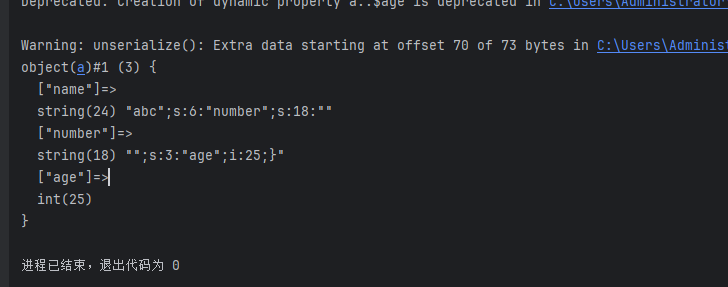 Deprecated: Creation of dynamic property a::$age is deprecated in C:\Users\Administrator
Warning: unserialize(): Extra data starting at offset 70 of 73 bytes in C:\Users\Adminis
object(a)#1 (3) {
["name"]=>
string(24) "abc";s:6:"number";s:18:""
["number"]=>
string(18) "";s:3:"age";i:25;}"
["age"]=>
int(25)
}
进程已结束，退出代码为 0